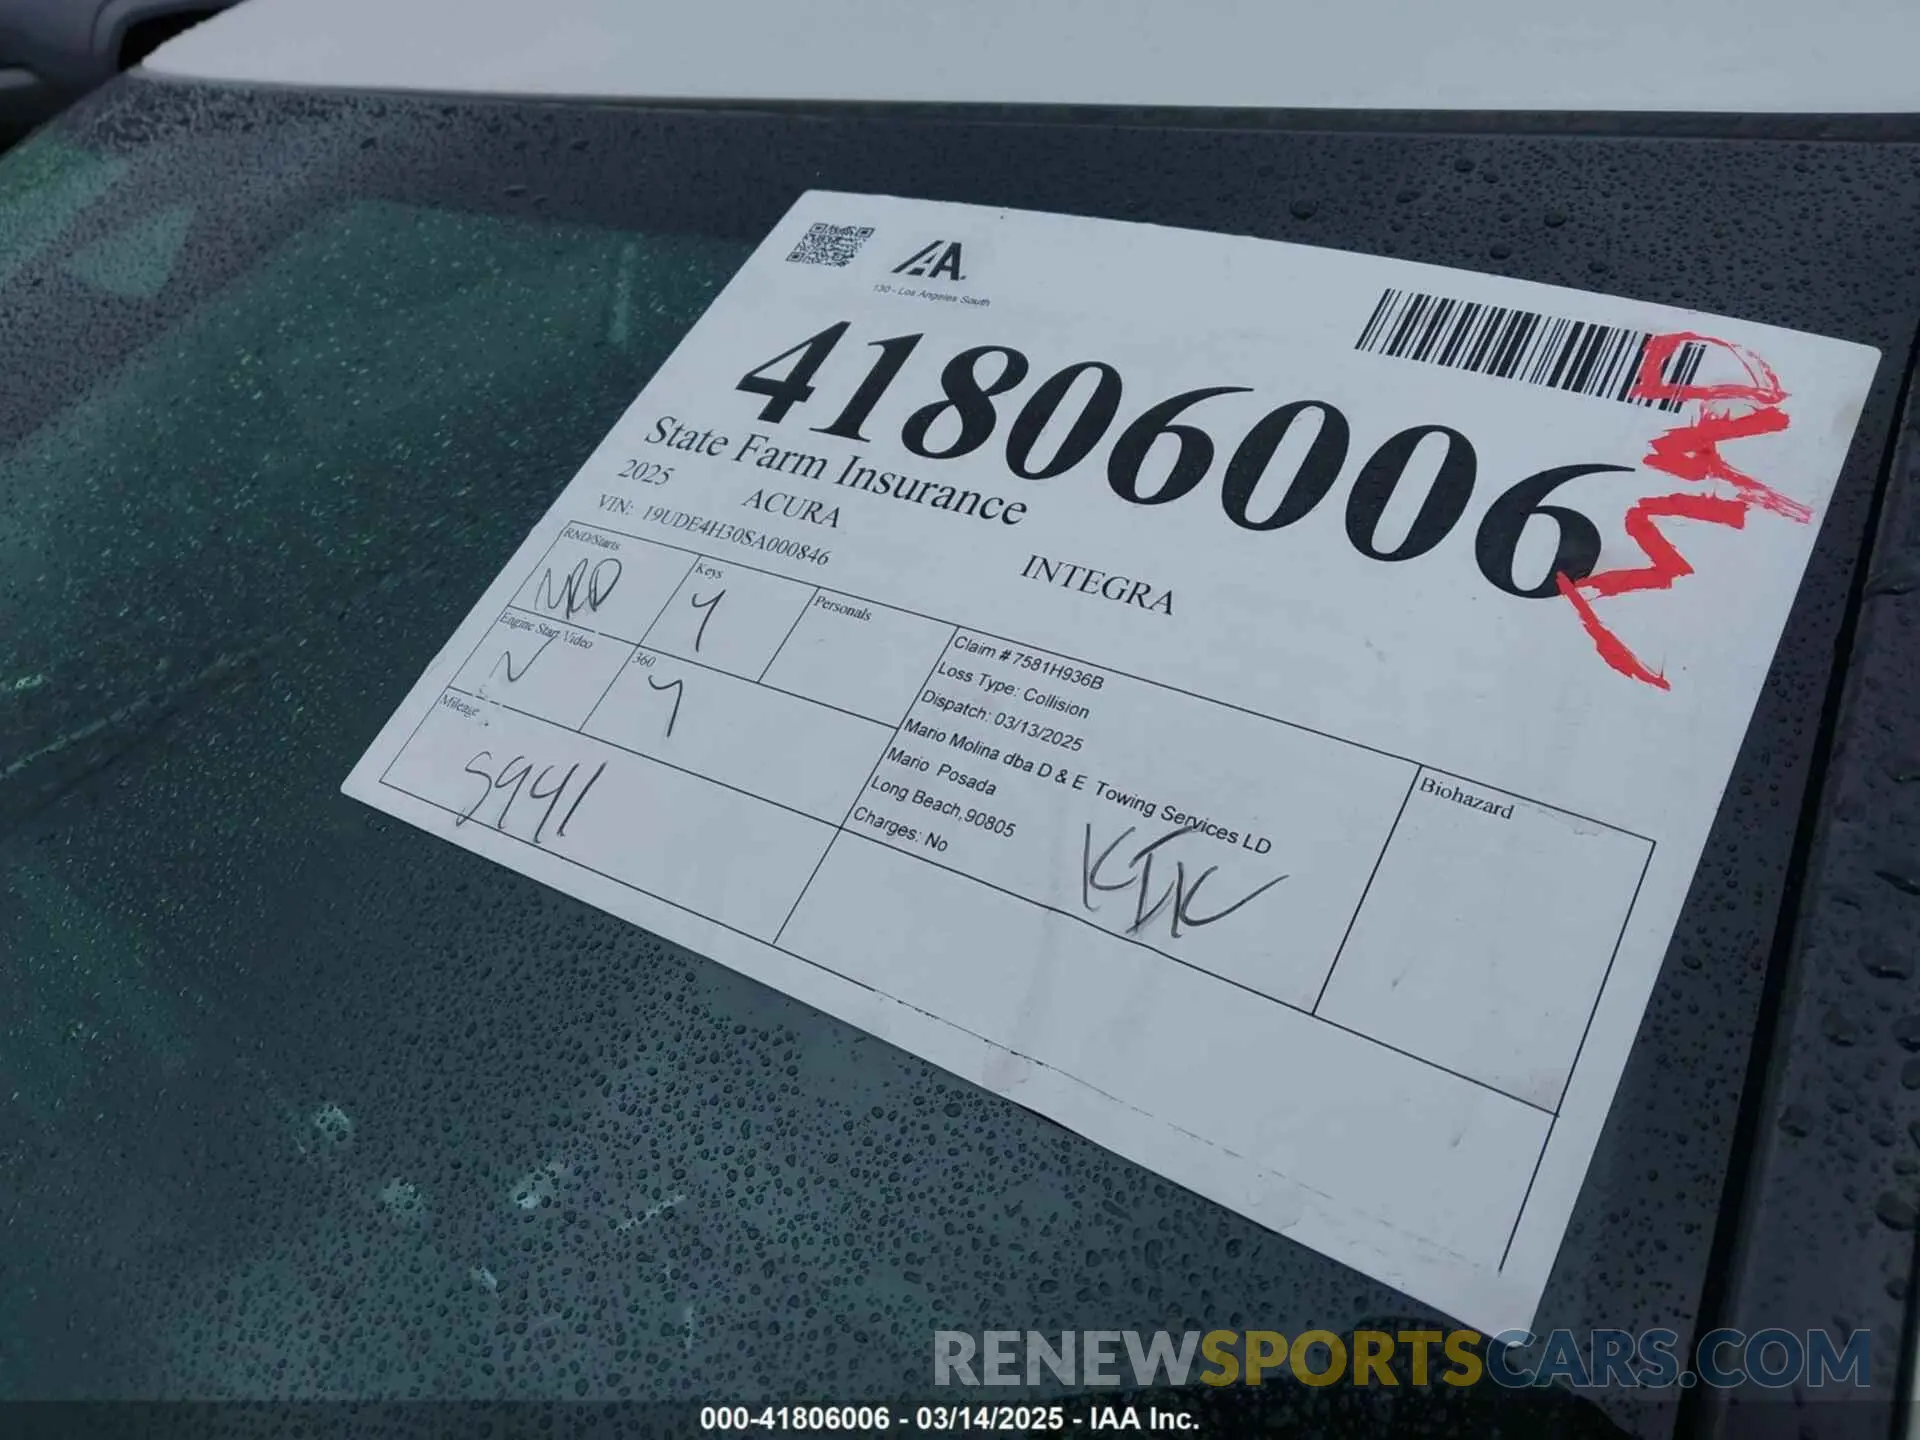 IAA
130 - Los Angeles South
41806006
State Farm Insurance
2025 ACURA INTEGRA
VIN: 19UDE4H30SA000846
RND/Starts
NRD
Keys
Y
Personals
Engine Start Video
N
360
Y
Mileage
5991
Claim # 7581H936B
Loss Type: Collision
Dispatch: 03/13/2025
Mario Molina dba D & E Towing Services LD
Mario Posada
Long Beach,90805
Charges: No
Biohazard
RENEWSPORTSCARS.COM
000-41806006 - 03/14/2025 - IAA Inc.